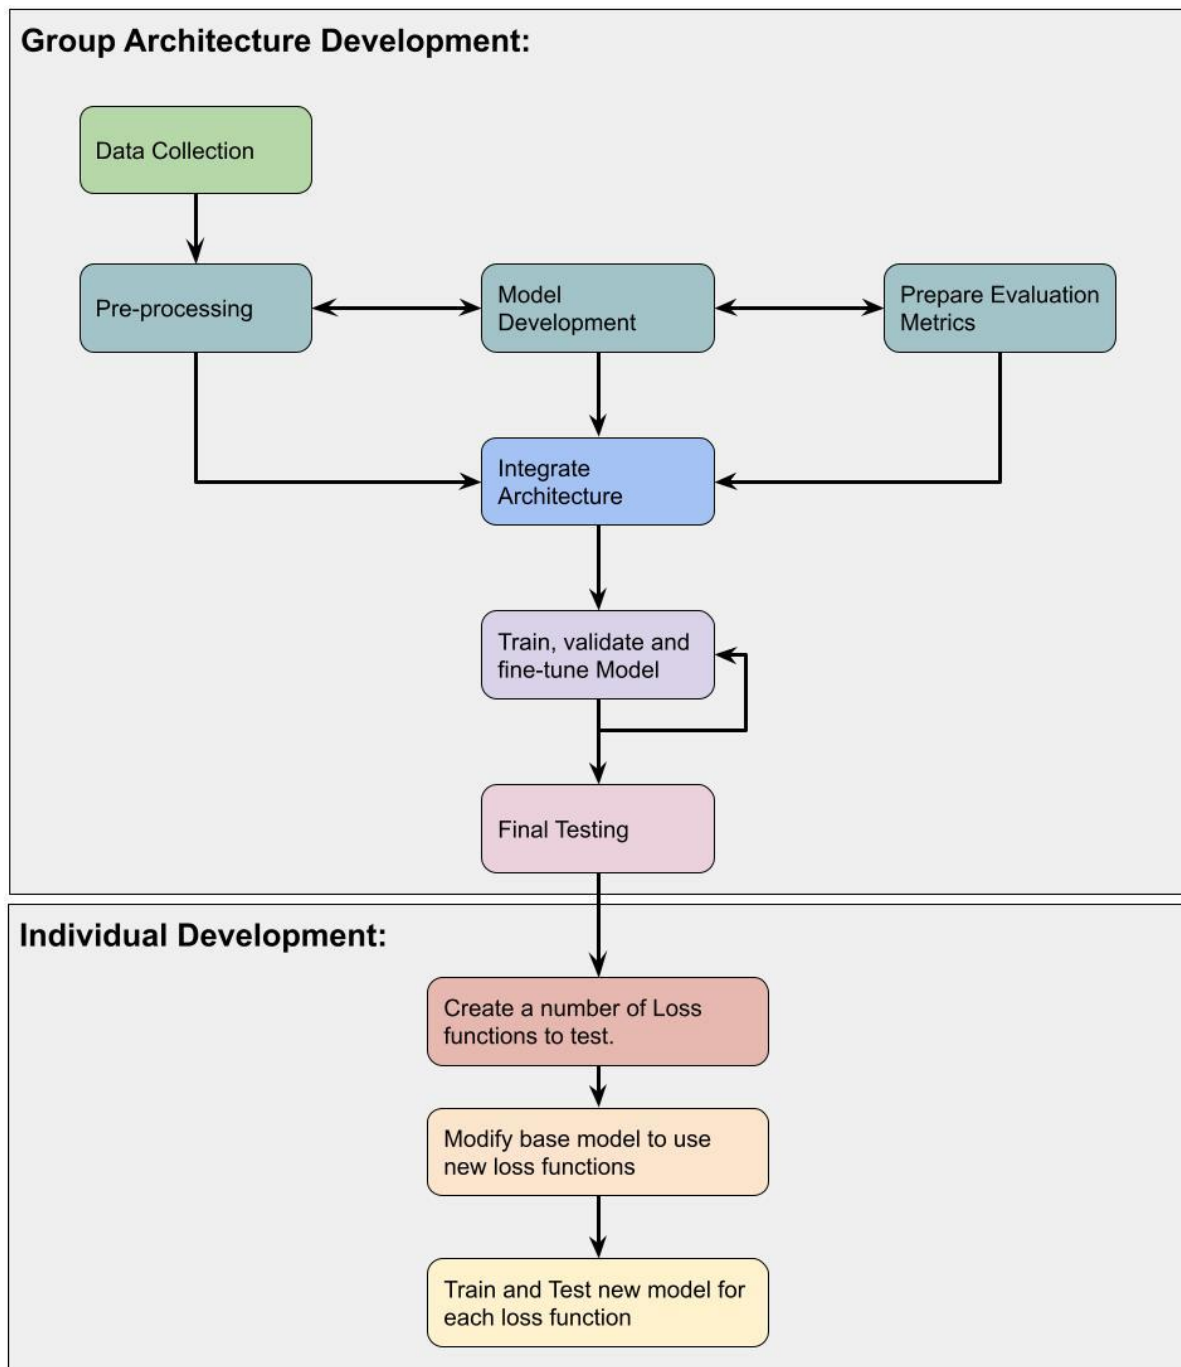 Group Architecture Development:
Data Collection
Pre-processing
Model
Development
Prepare Evaluation
Metrics
Integrate
Architecture
Train, validate and
fine-tune Model
Final Testing
Individual Development:
Create a number of Loss
functions to test.
Modify base model to use
new loss functions
Train and Test new model for
each loss function